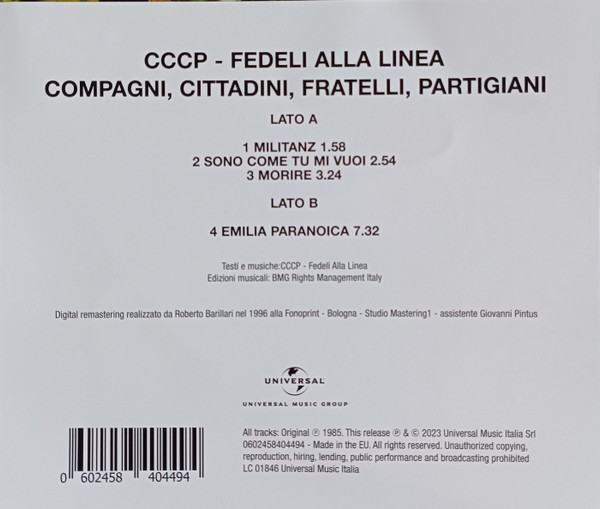 CCCP - FEDELI ALLA LINEA
COMPAGNI, CITTADINI, FRATELLI, PARTIGIANI
LATO A
1 MILITANZ 1.58
2 SONO COME TU MI VUOI 2.54
3 MORIRE 3.24
LATO B
4 EMILIA PARANOICA 7.32
Testi e musiche:CCCP - Fedeli Alla Linea
Edizioni musicali: BMG Rights Management Italy
Digital remastering realizzato da Roberto Barillari nel 1996 alla Fonoprint - Bologna - Studio Mastering1 - assistente Giovanni Pintus
UNIVERSAL
UNIVERSAL MUSIC GROUP
All tracks: Original ℗ 1985. This release ℗ & © 2023 Universal Music Italia Srl
0602458404494 - Made in the EU. All rights reserved. Unauthorized copying,
reproduction, hiring, lending, public performance and broadcasting prohibited
LC 01846 Universal Music Italia
0 602458 404494